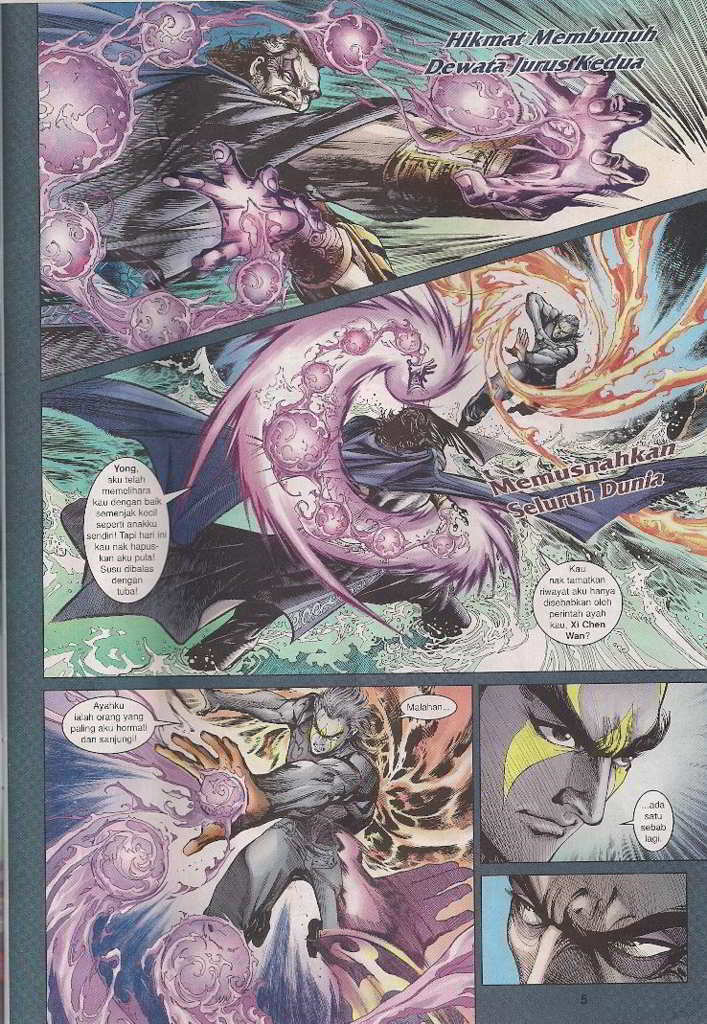 Hikmat Membunuh
Dewata Jurus Kedua
Memusnahkan
Seluruh Dunia
Yong,
aku telah
memelihara
kau dengan baik
semenjak kecil
seperti anakku
sendiri! Tapi hari ini
kau nak hapus-
kan aku pula!
Susu dibalas
dengan
tuba!
Kau
nak tamatkan
riwayat aku hanya
disebabkan oleh
perintah ayah
kau, Xi Chen
Wan?
Ayahku
ialah orang yang
paling aku hormati
dan sanjungi!
Malahan...
...ada
satu
sebab
lagi.
5